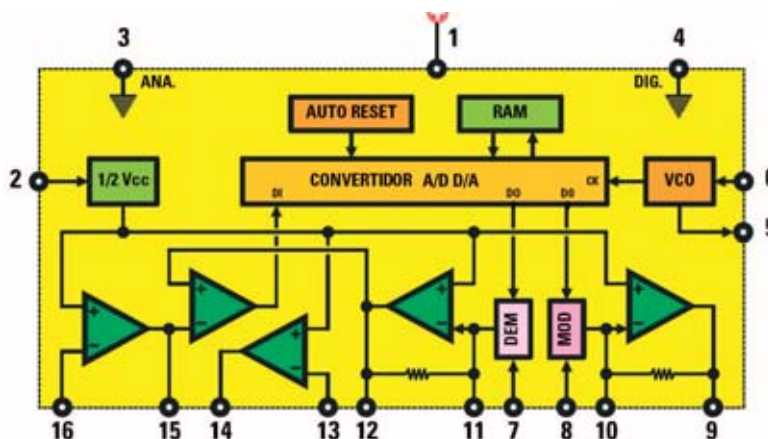 3 1 4
ANA. DIG.
AUTO RESET RAM
2 1/2 Vcc CONVERTIDOR A/D D/A CK VCO
DI DO D0
5
+ + + +
- - - -
+
-
DEM MOD
16 15 14 13 12 11 7 8 10 9